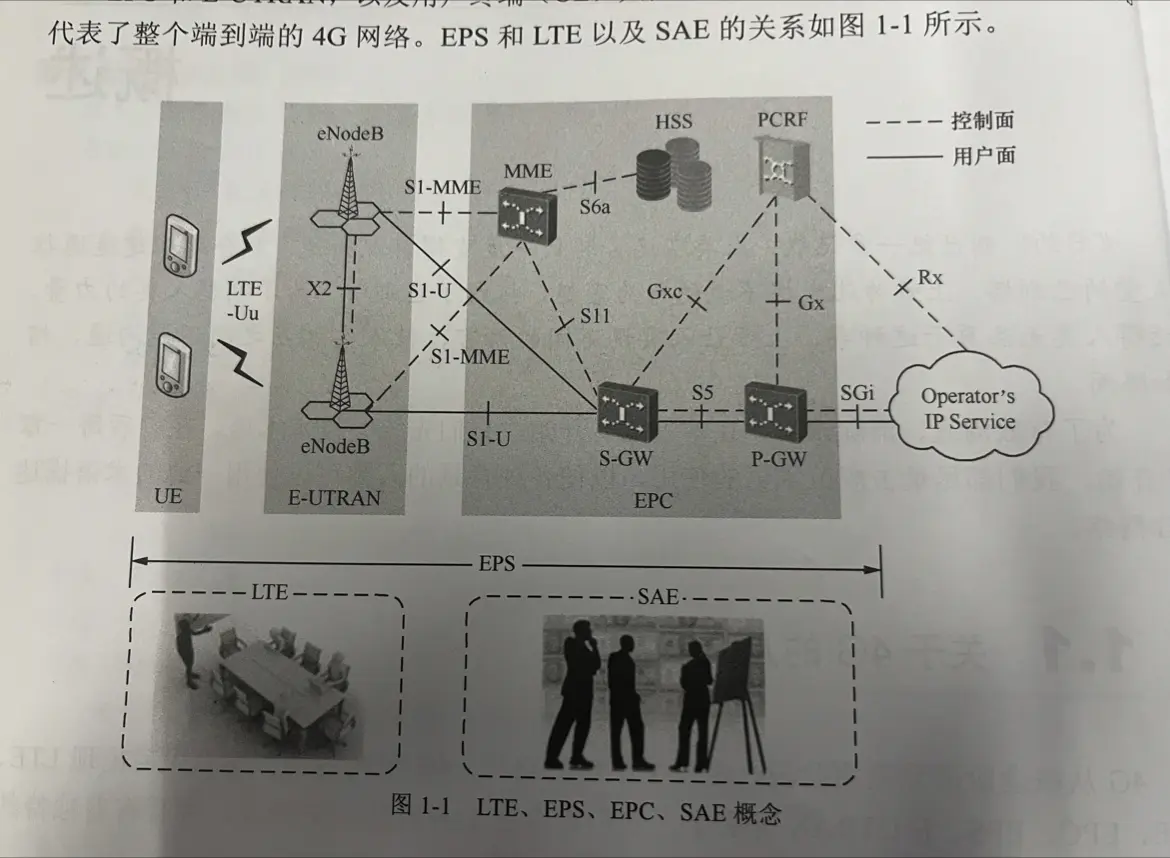 代表了整个端到端的 4G 网络。EPS 和 LTE 以及 SAE 的关系如图 1-1 所示。
eNodeB
HSS
PCRF
控制面
用户面
MME
S1-MME
S6a
LTE
-Uu
X2
S1-U
S1-MME
S11
Gxc
Gx
Rx
S1-U
S5
SGi
Operator's
IP Service
eNodeB
S-GW
P-GW
UE
E-UTRAN
EPC
EPS
LTE
SAE
图 1-1 LTE、EPS、EPC、SAE 概念